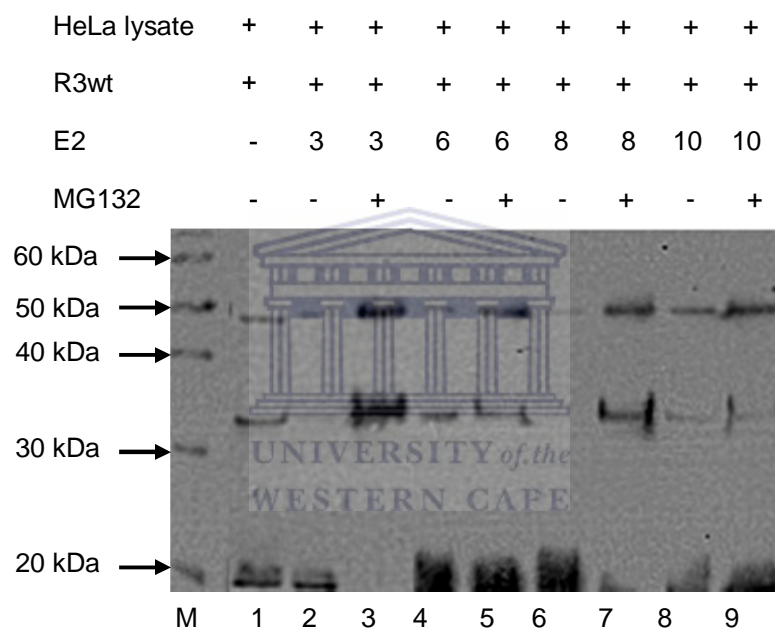 HeLa lysate + + + + + + + + +
R3wt + + + + + + + + +
E2 - 3 3 6 6 8 8 10 10
MG132 - - + - + - + - +
60 kDa
50 kDa
40 kDa
30 kDa
UNIVERSITY of the
WESTERN CAPE
20 kDa
M 1 2 3 4 5 6 7 8 9